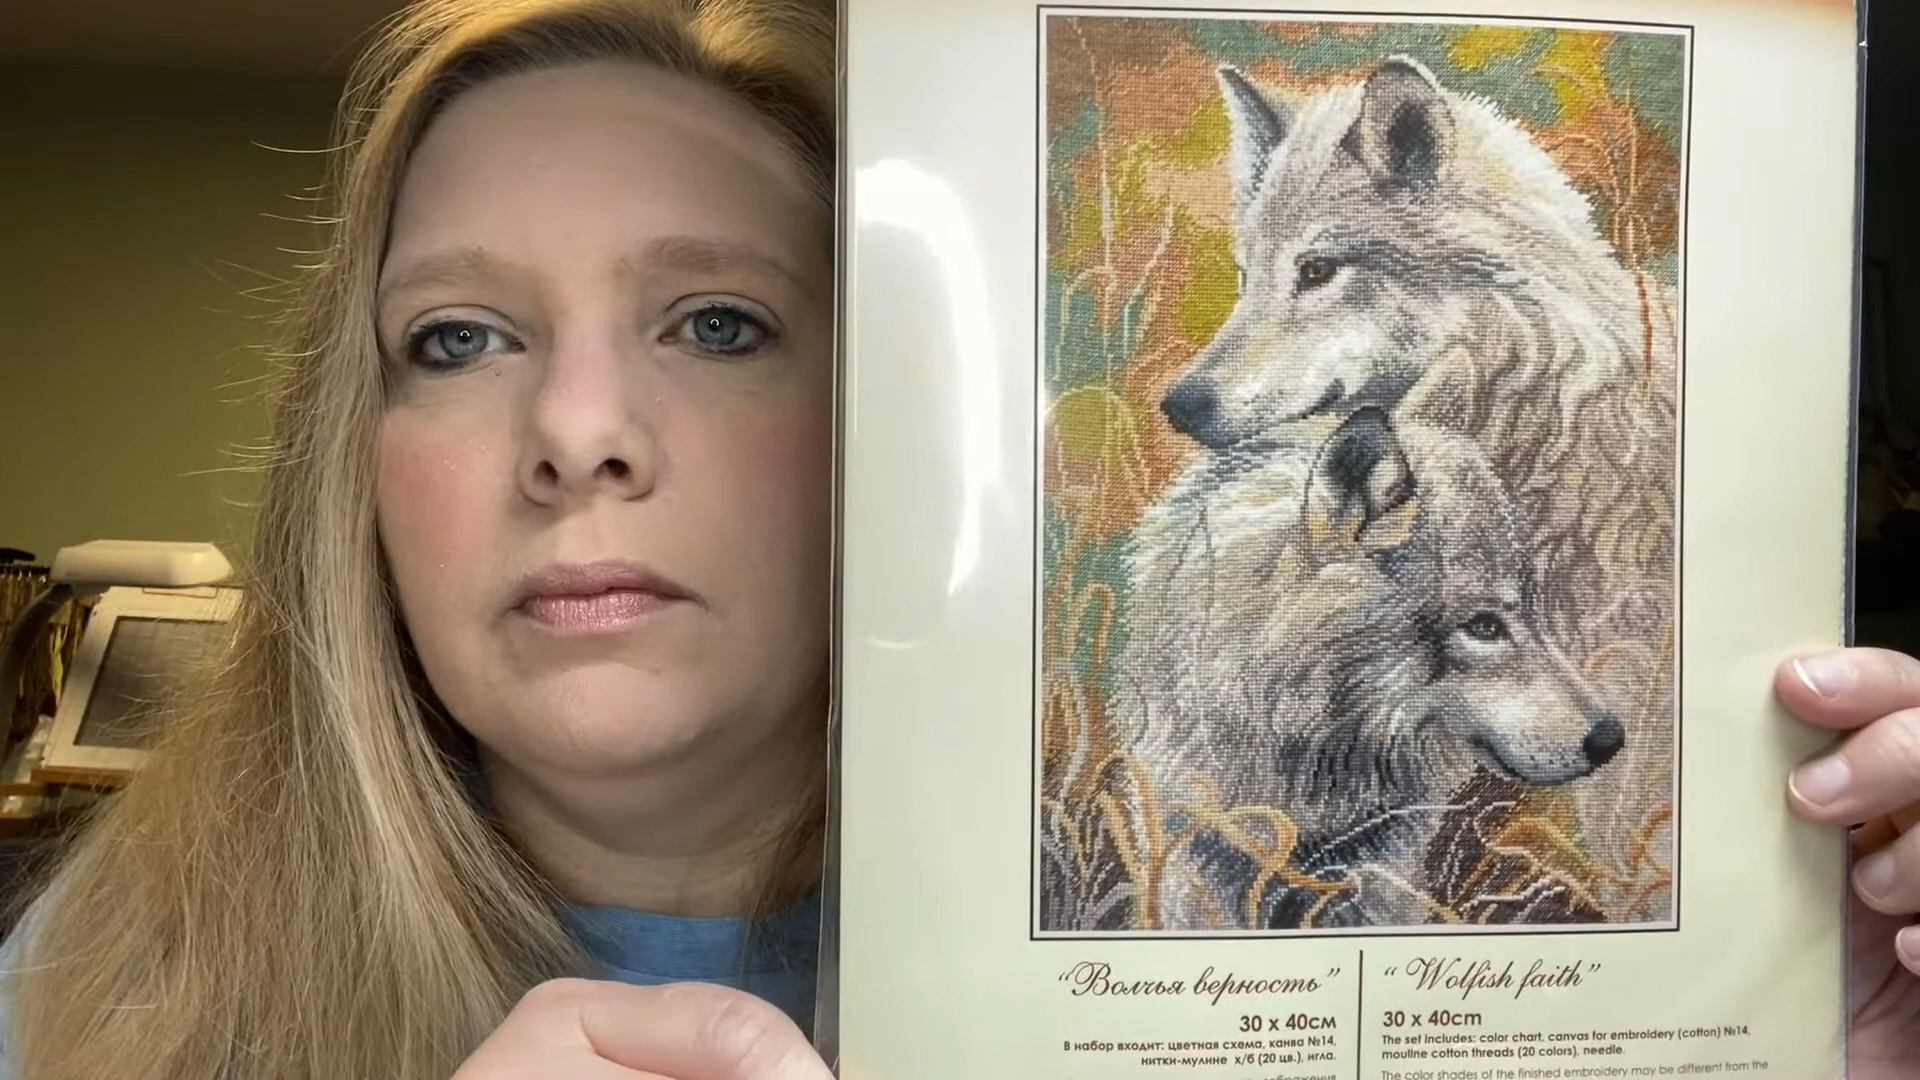 “Волчья верность”
30 х 40см
В набор входит: цветная схема, канва №14,
нитки-мулине х/б (20 цв.), игла.
“Wolfish faith”
30 x 40cm
The set includes: color chart, canvas for embroidery (cotton) №14,
mouline cotton threads (20 colors), needle.
The color shades of the finished embroidery may be different from the